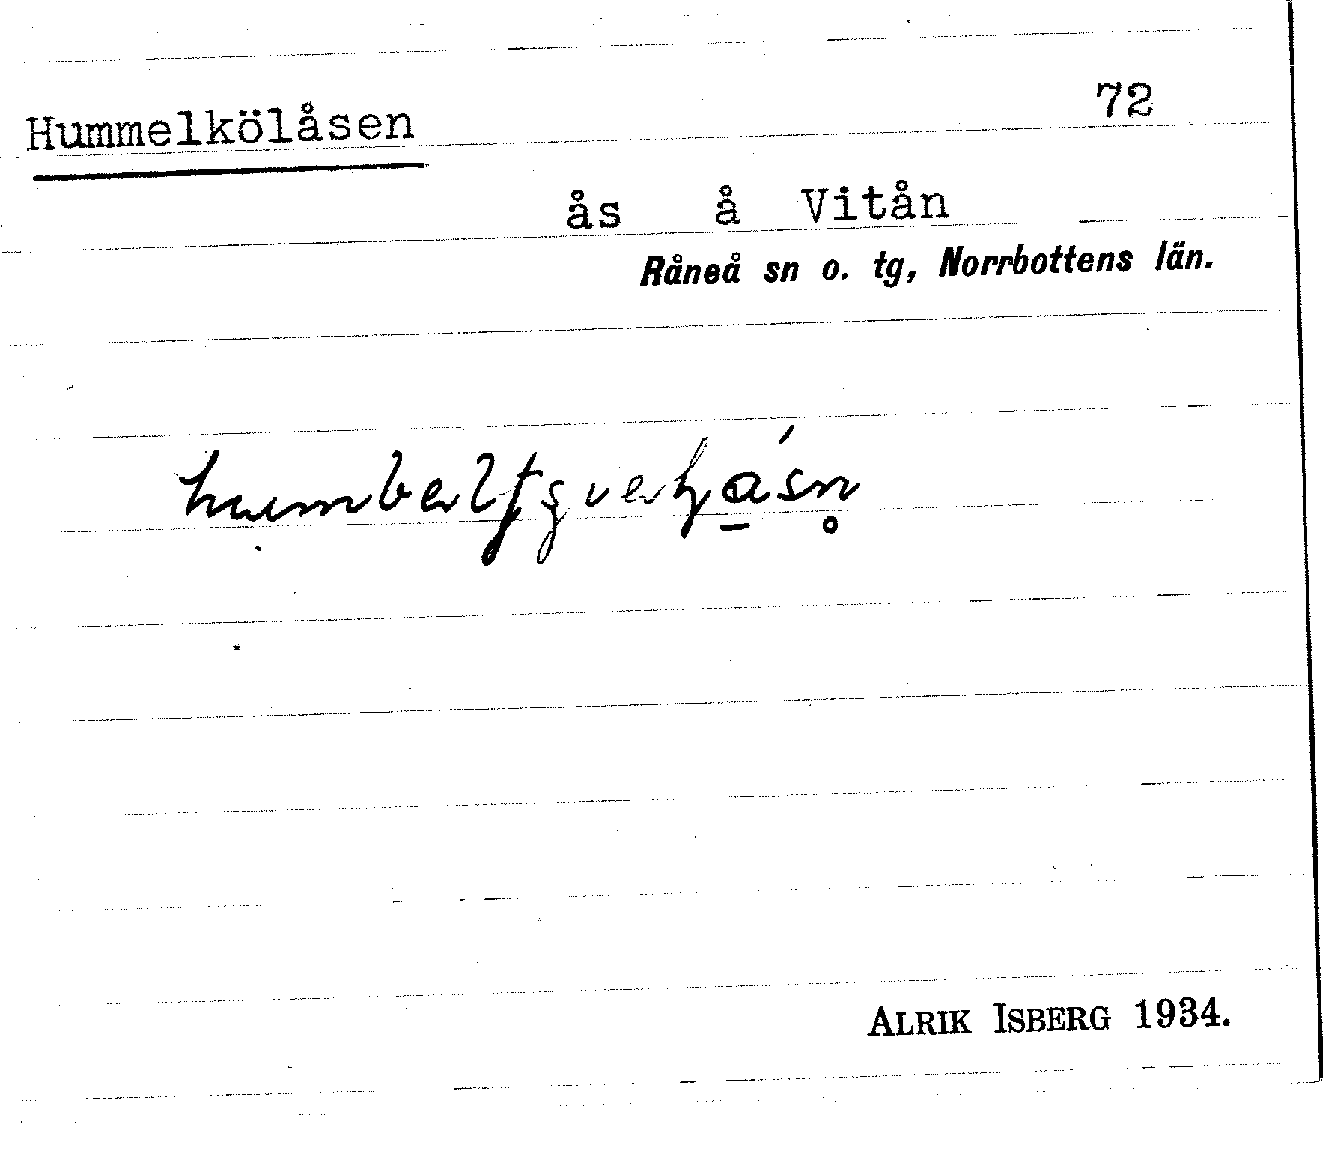 Hummelkölåsen 72
ås å Vitån
Råneå sn o. tg, Norrbottens län.
ALRIK ISBERG 1934.